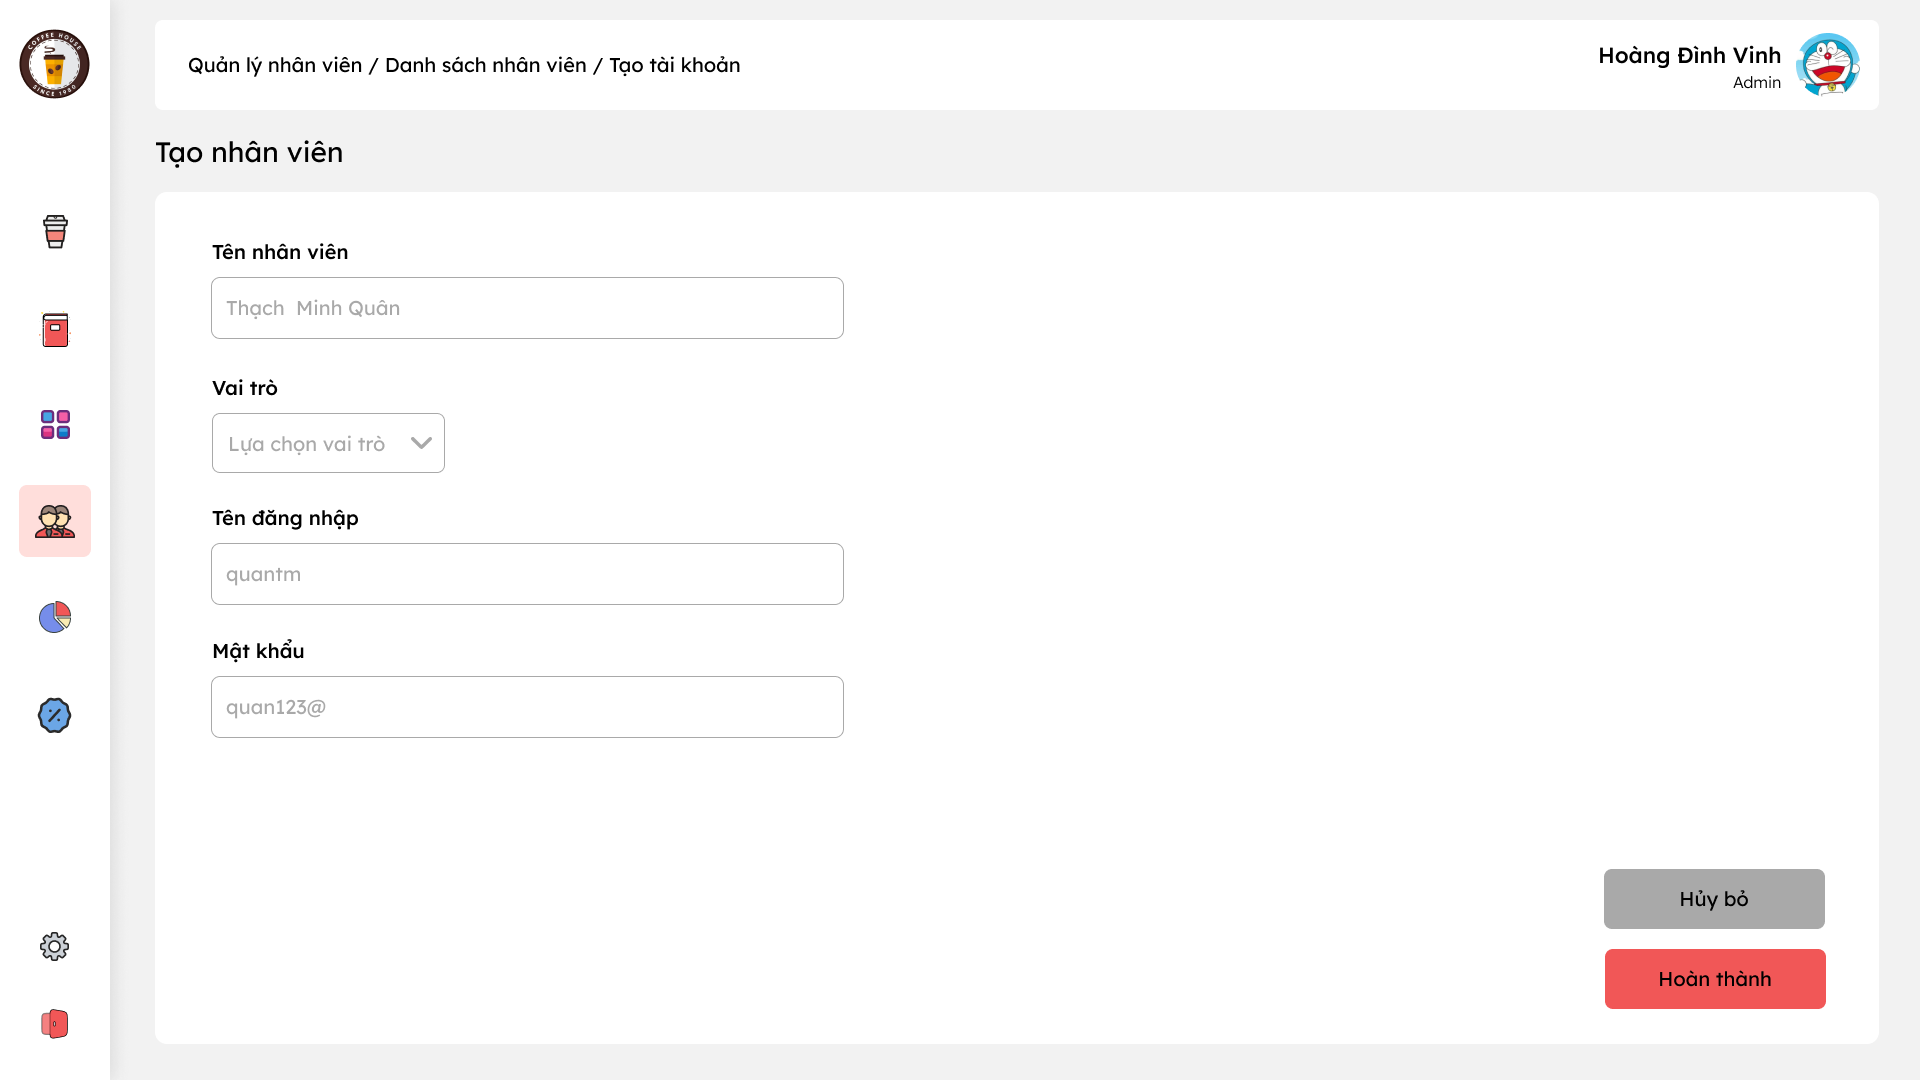 COFFEE HOUSE
SINCE 1980
Quản lý nhân viên / Danh sách nhân viên / Tạo tài khoản
Hoàng Đình Vinh
Admin
Tạo nhân viên
Tên nhân viên
Thạch  Minh Quân
Vai trò
Lựa chọn vai trò
Tên đăng nhập
quantm
Mật khẩu
quan123@
Hủy bỏ
Hoàn thành